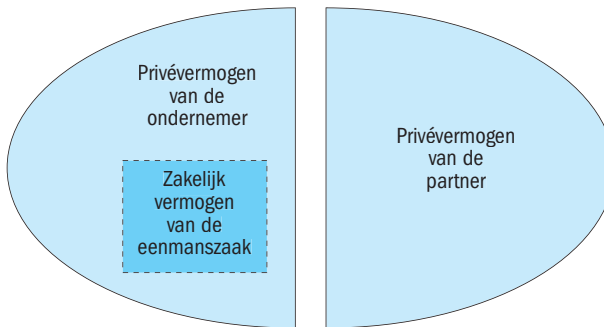 Privévermogen
van de
ondernemer
Zakelijk
vermogen
van de
eenmanszaak
Privévermogen
van de
partner